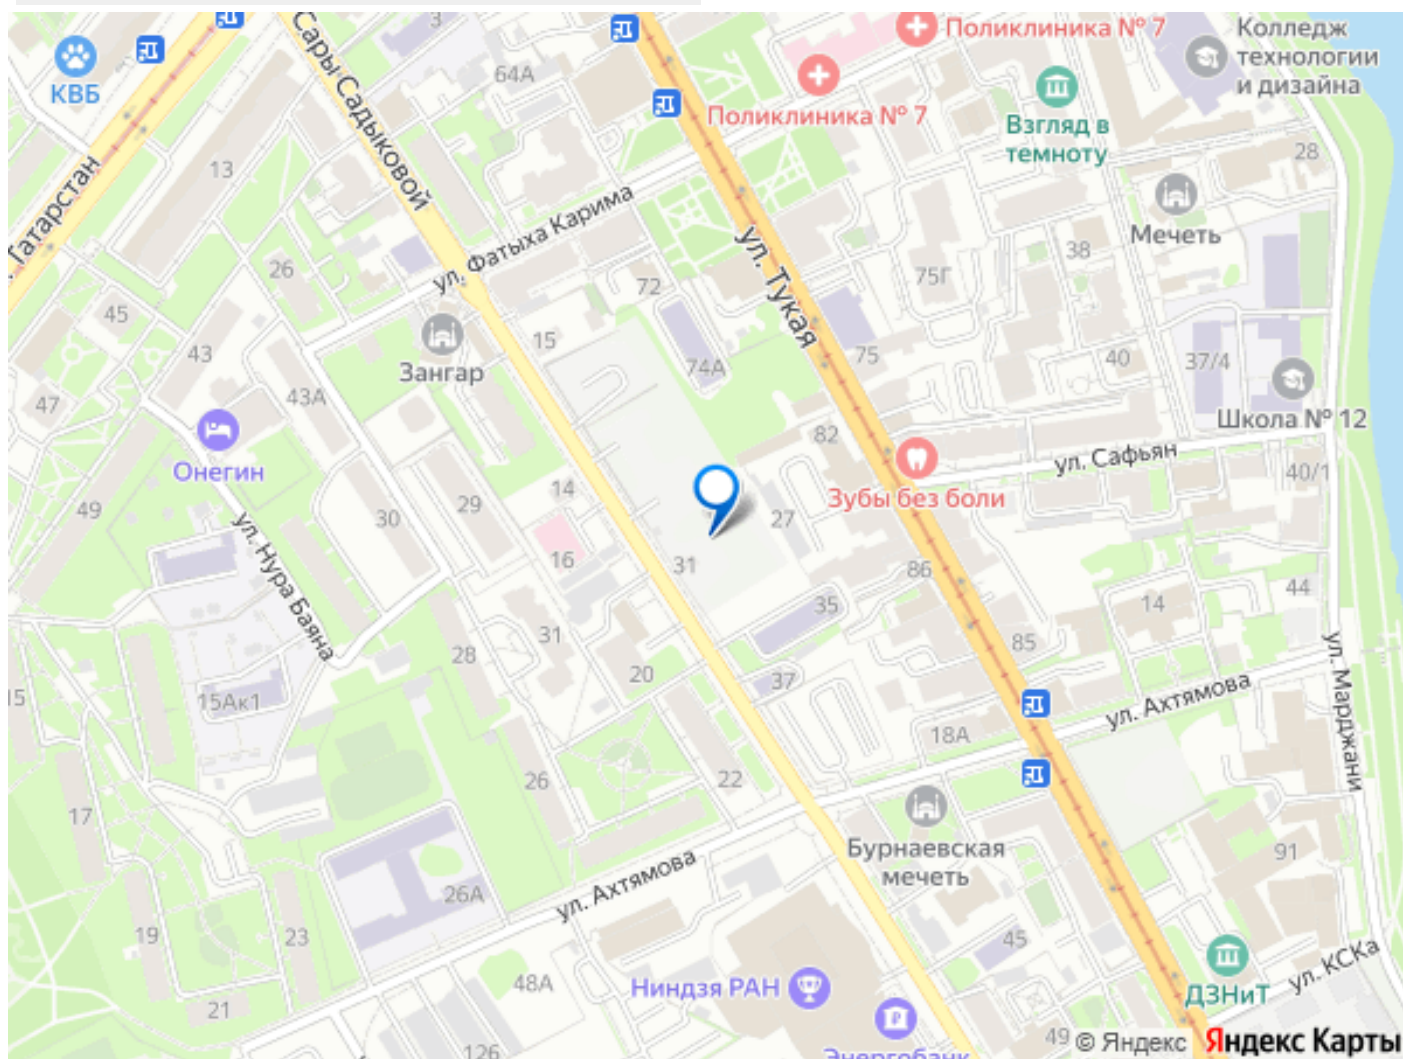 Поликлиника № 7
Колледж
технологии
и дизайна
3
64А
КВБ
Сары Садыковой
Поликлиника № 7
Взгляд в
темноту
28
13
Татарстан
ул. Фатыха Карима
Мечеть
ул. Тукая
38
26
72
75Г
45
15
43
Зангар
74А
75
40
37/4
43А
47
Школа № 12
82
Онегин
ул. Сафьян
40/1
49
14
29
30
Зубы без боли
27
ул. Нура Баяна
16
31
86
44
35
14
31
28
85
20
37
15
15Ак1
ул. Марджани
ул. Ахтямова
18А
26
22
17
Бурнаевская
мечеть
91
ул. Ахтямова
26А
19
23
45
48А
Ниндзя РАН
ДЗНиТ
ул. КСКа
21
126
Энергобанк
49
© Яндекс
Яндекс Карты